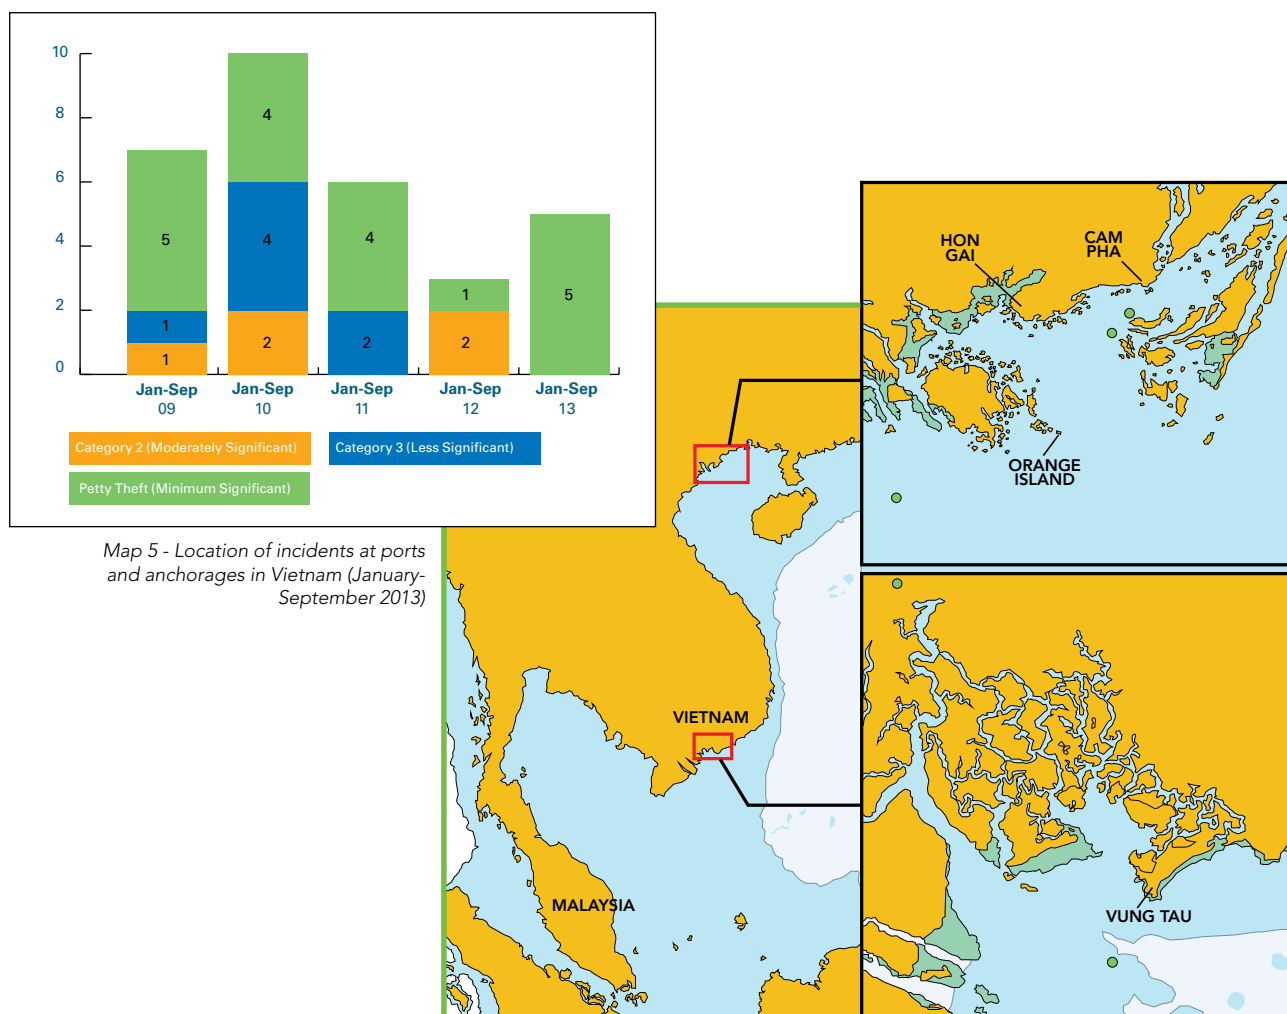 10
8
6
4
2
0
5
1
1
4
4
2
4
2
1
2
5
Jan-Sep
09
Jan-Sep
10
Jan-Sep
11
Jan-Sep
12
Jan-Sep
13
Category 2 (Moderately Significant)
Category 3 (Less Significant)
Petty Theft (Minimum Significant)
Map 5 - Location of incidents at ports
and anchorages in Vietnam (January-
September 2013)
HON
GAI
CAM
PHA
ORANGE
ISLAND
VIETNAM
MALAYSIA
VUNG TAU